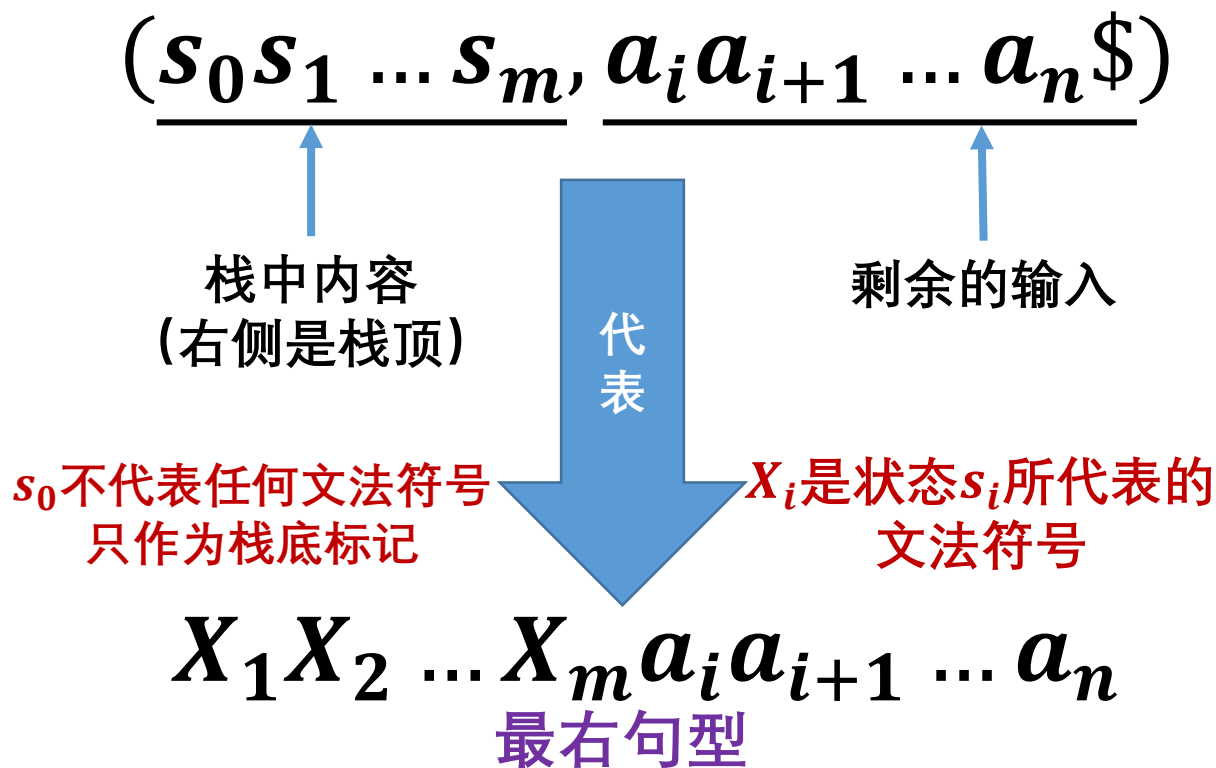 (s₀s₁ … sₘ, aᵢaᵢ₊₁ … aₙ$)
栈中内容
(右侧是栈顶)
剩余的输入
代
表
s₀不代表任何文法符号
只作为栈底标记
Xᵢ是状态sᵢ所代表的
文法符号
X₁X₂ … Xₘaᵢaᵢ₊₁ … aₙ
最右句型